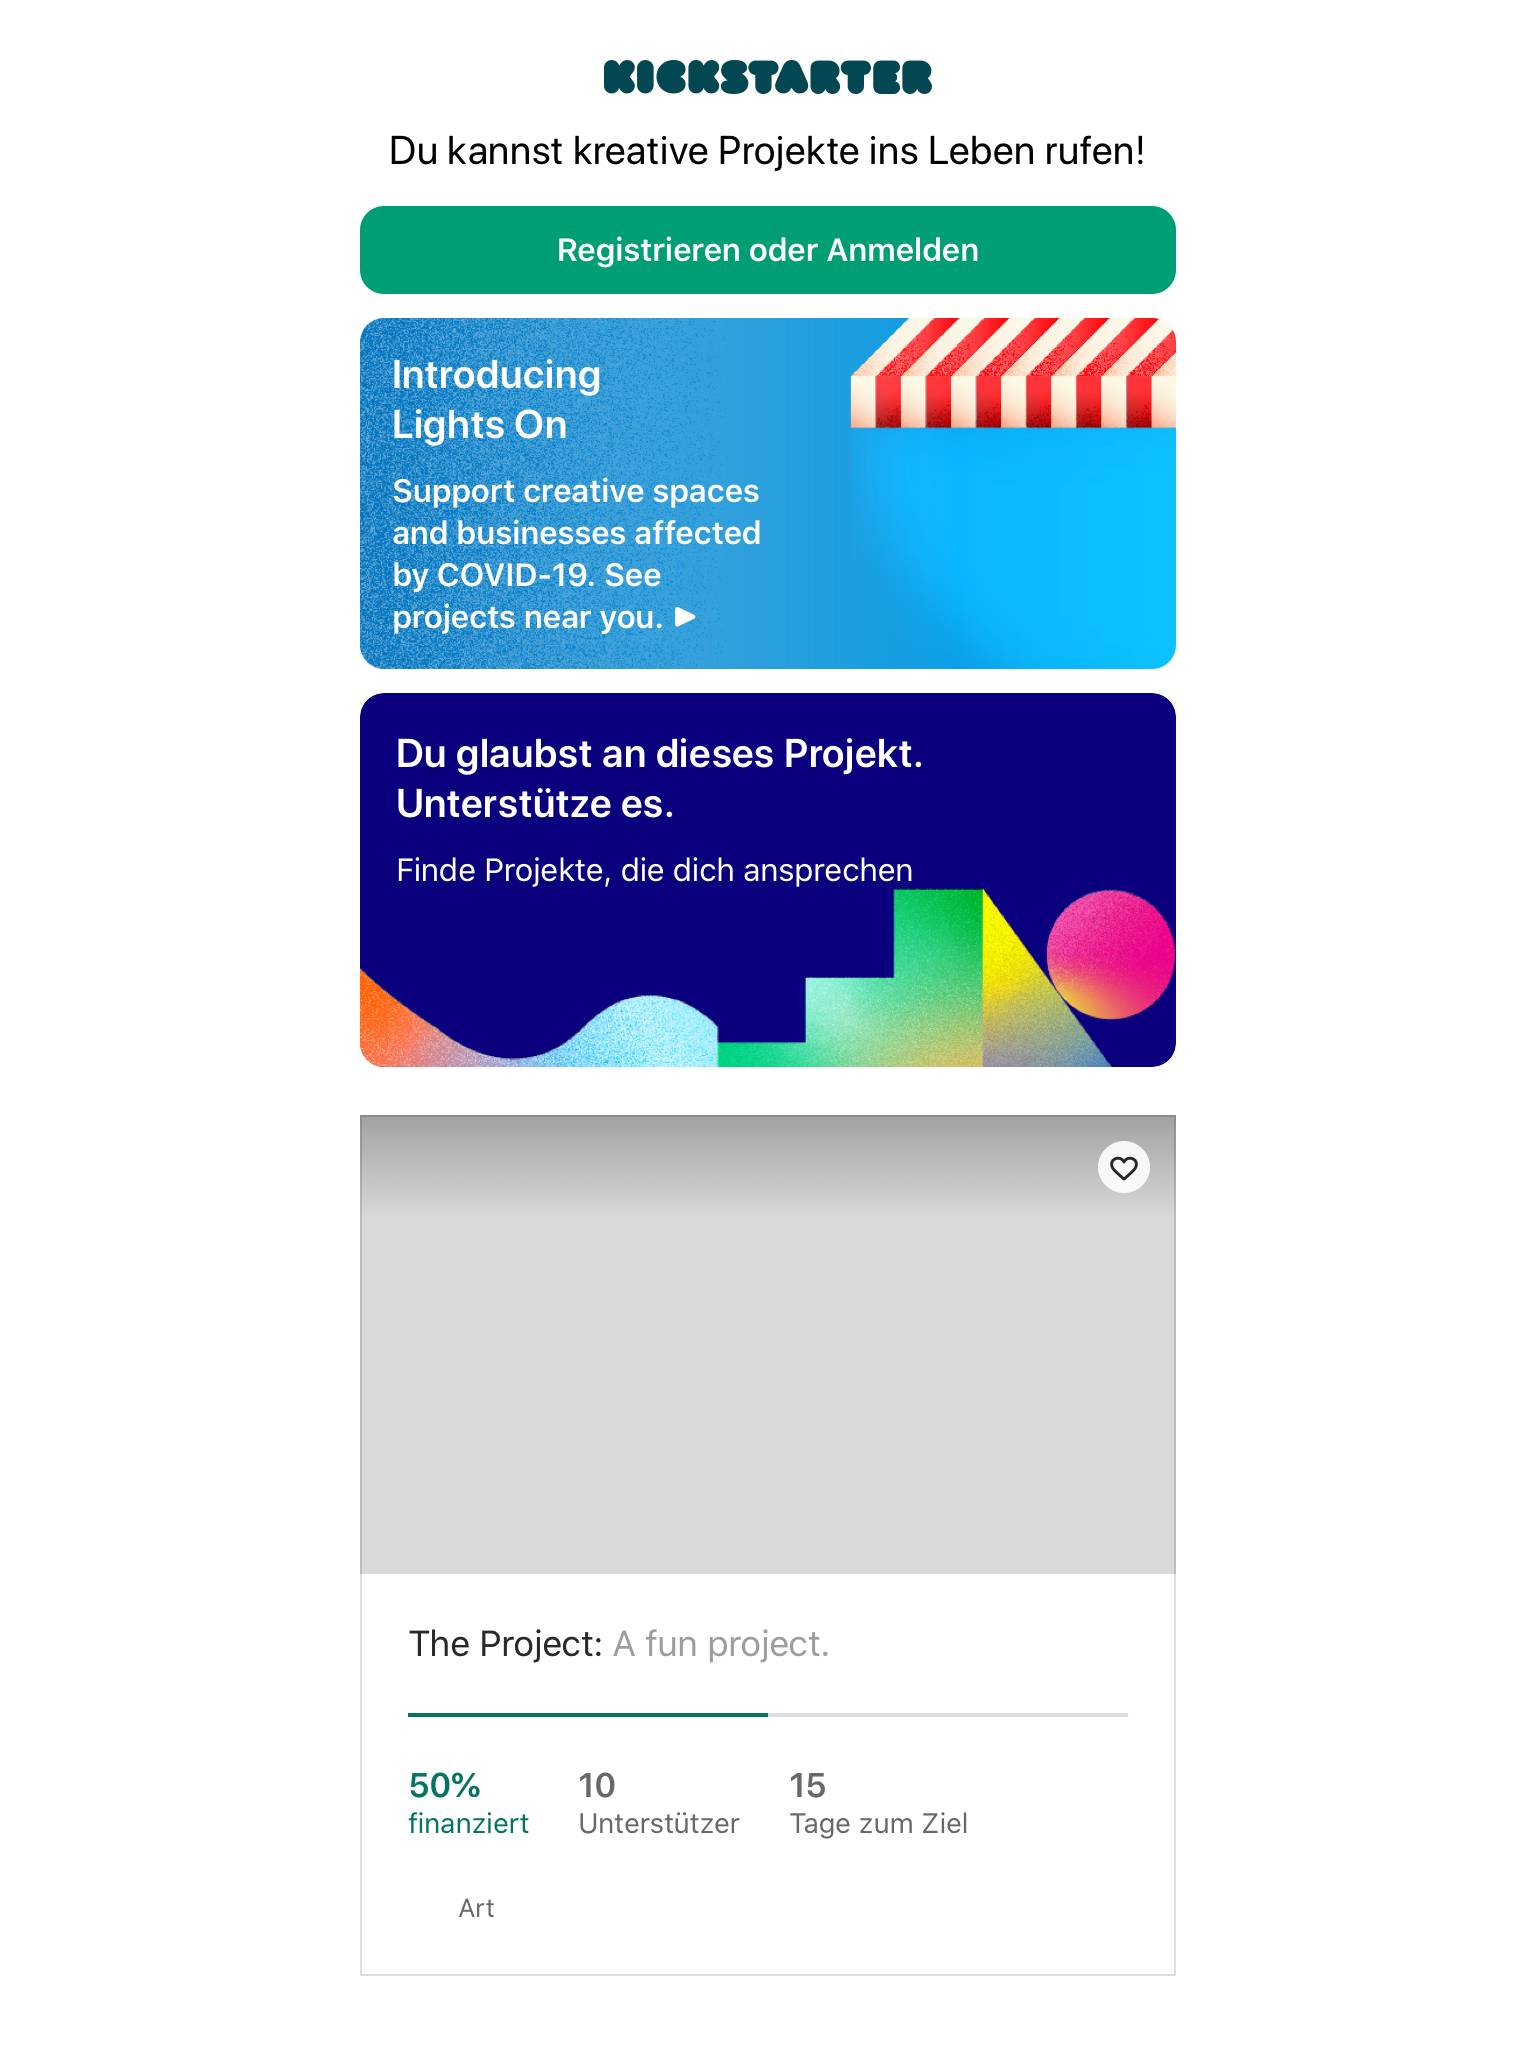 KICKSTARTER
Du kannst kreative Projekte ins Leben rufen!
Registrieren oder Anmelden
Introducing
Lights On
Support creative spaces
and businesses affected
by COVID-19. See
projects near you.
Du glaubst an dieses Projekt.
Unterstütze es.
Finde Projekte, die dich ansprechen
The Project: A fun project.
50% 10 15
finanziert Unterstützer Tage zum Ziel
Art